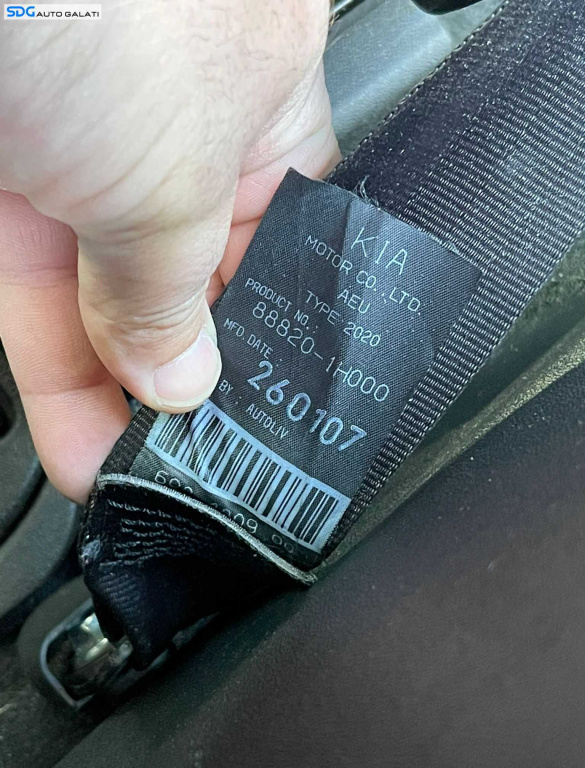 SDG AUTO GALATI
KIA
MOTOR CO.,LTD.
AEU
TYPE 2020
PRODUCT NO.:
88820-1H000
MFD.DATE :
260107
BY : AUTOLIV